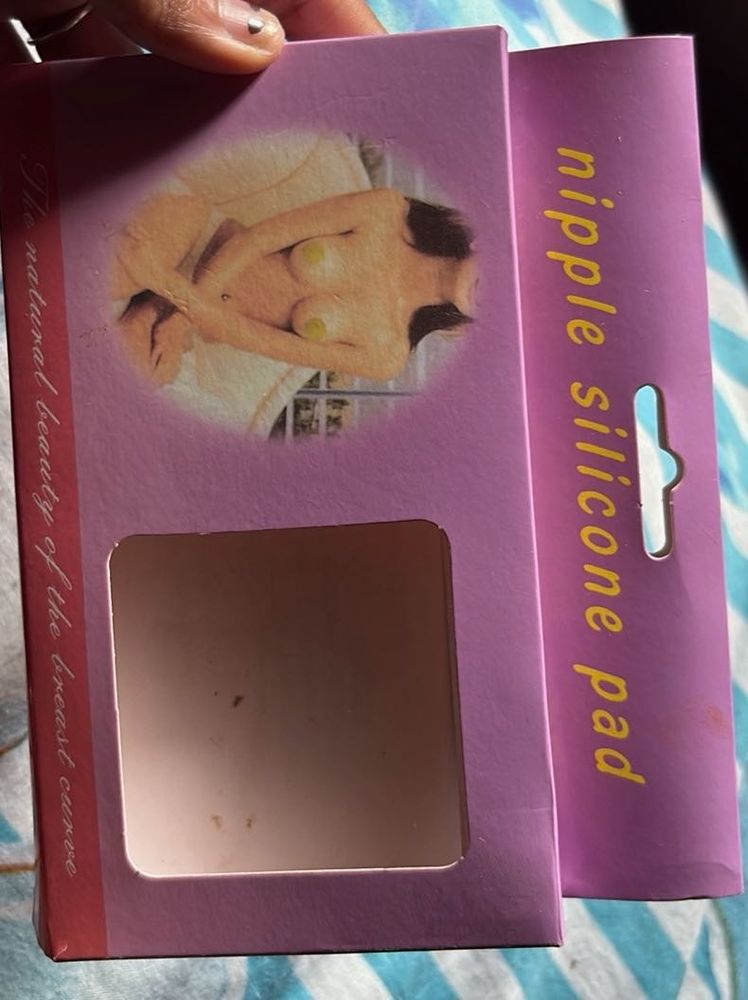 nipple silicone pad
The natural beauty of the breast curve